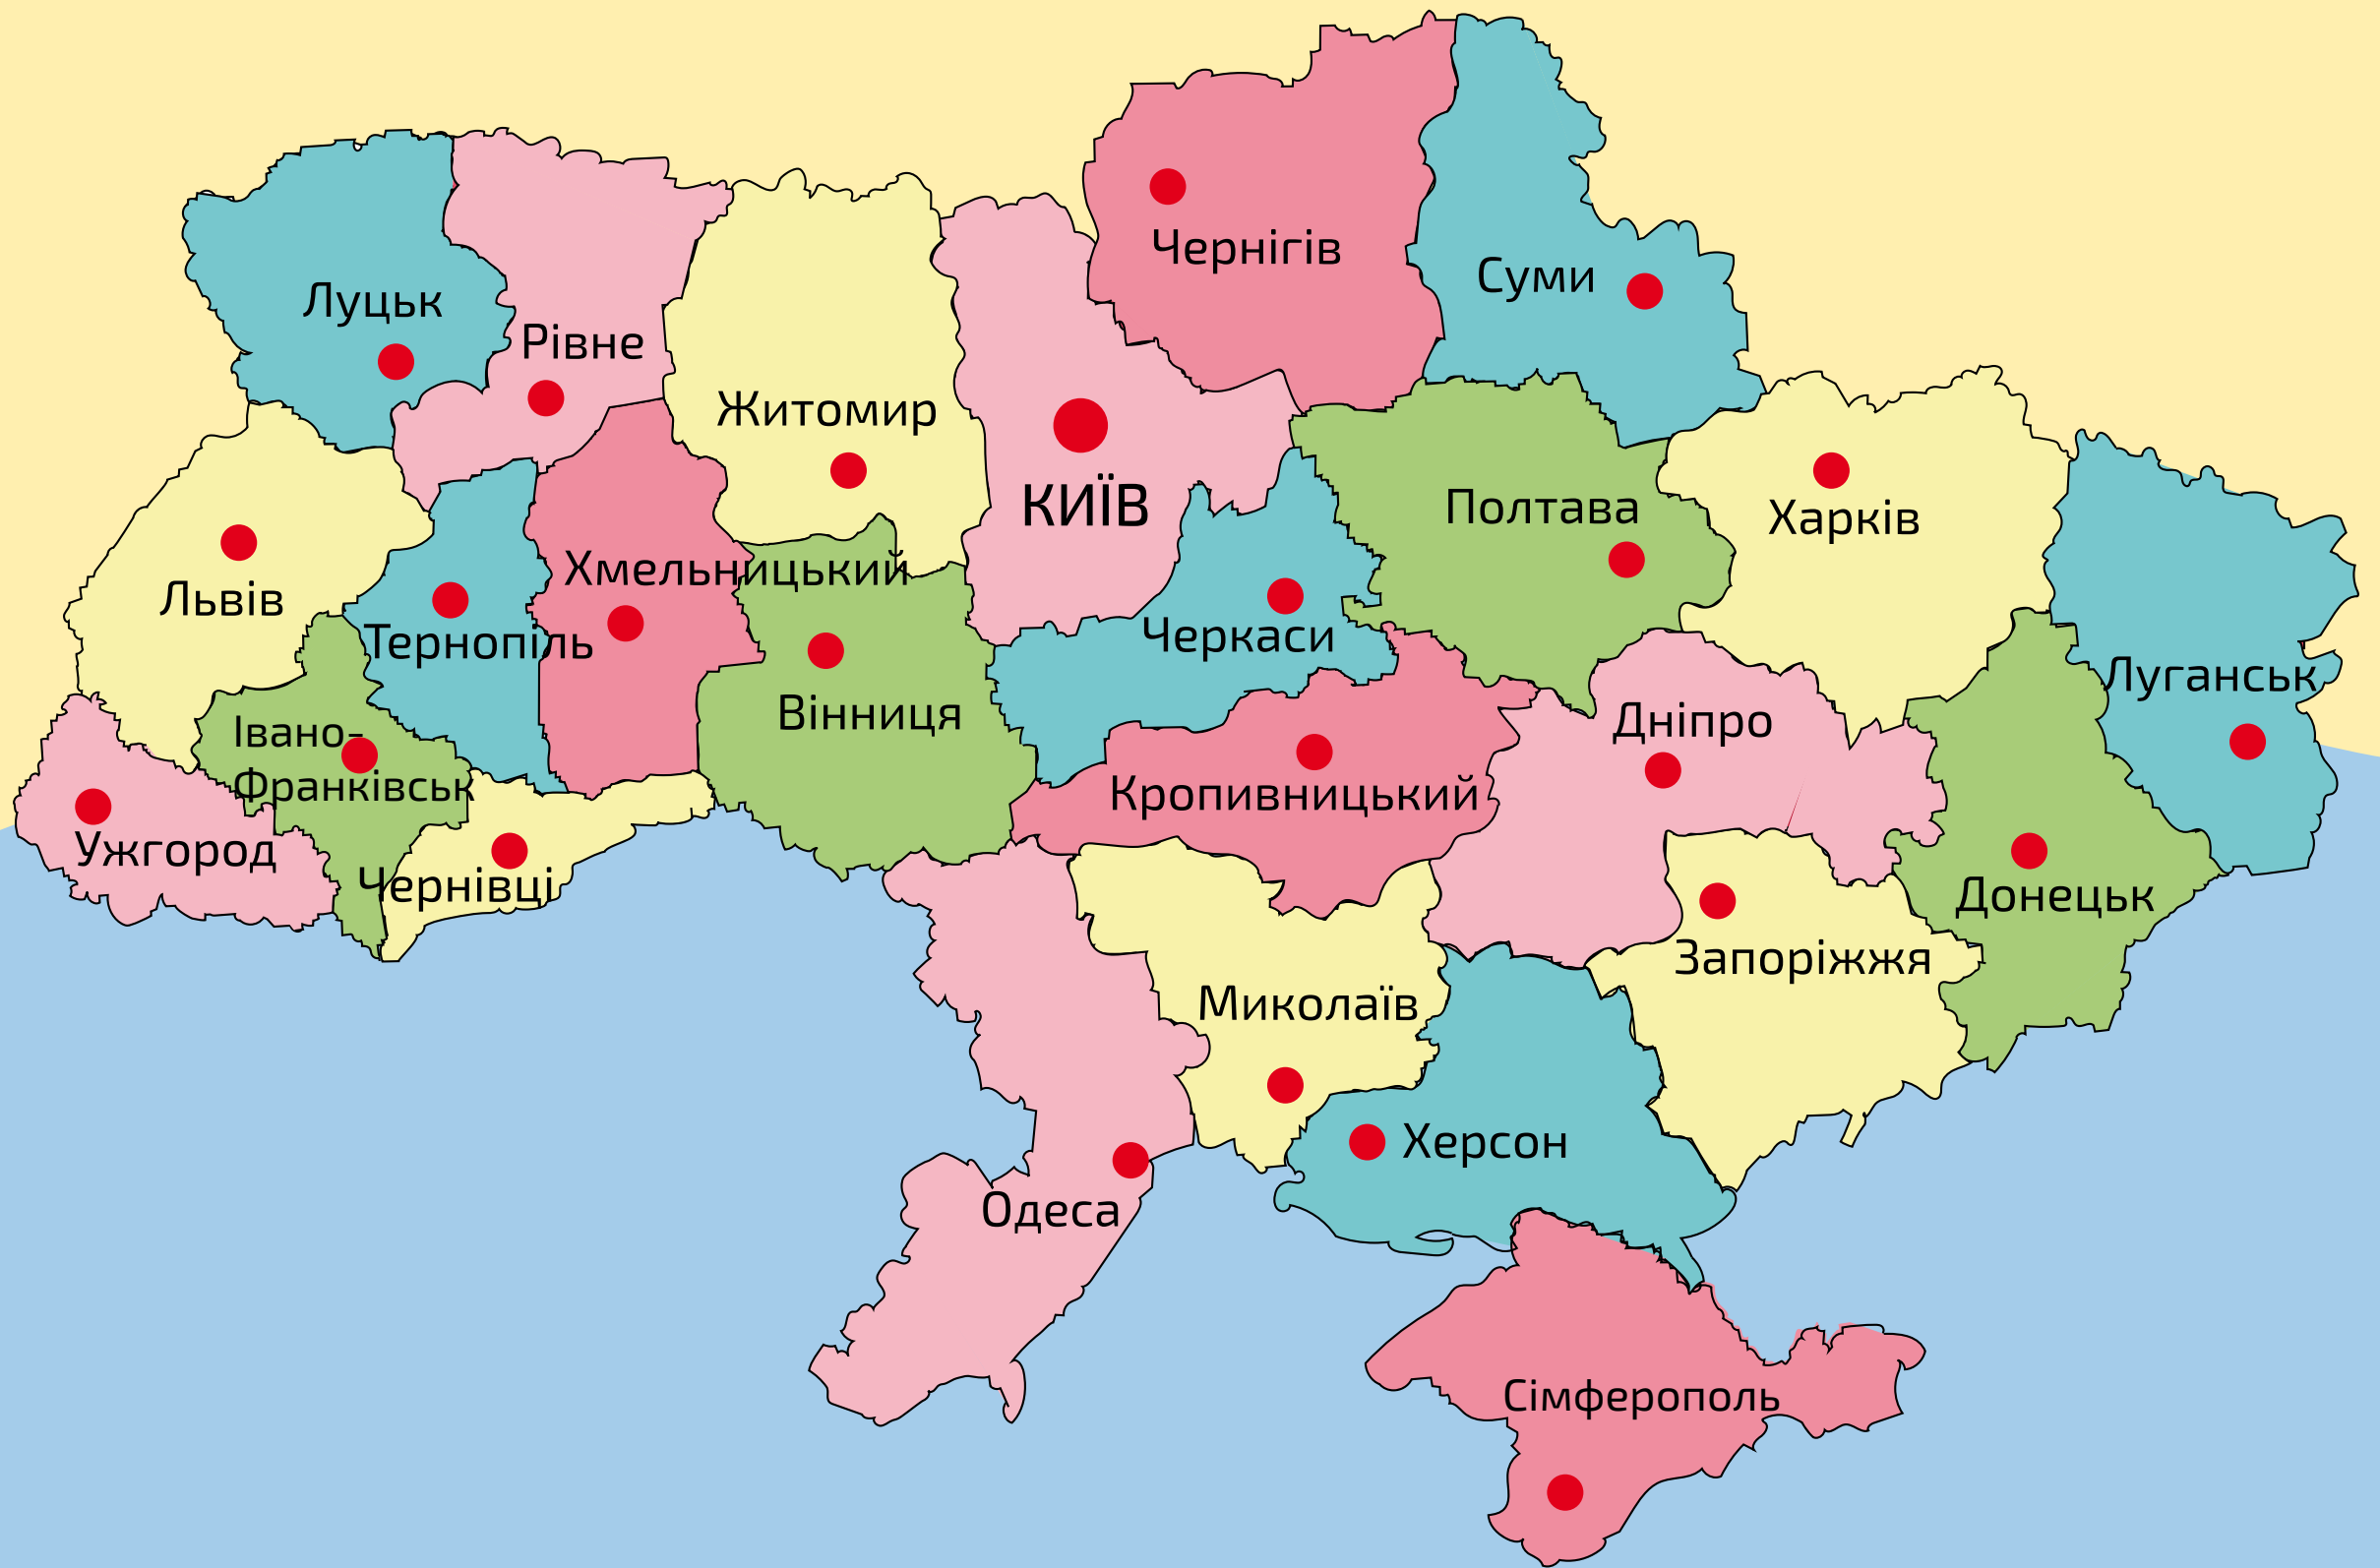 Чернігів
Суми
Луцьк
Рівне
Житомир
КИЇВ
Полтава
Харків
Львів
Хмельницький
Тернопіль
Черкаси
Луганськ
Івано-
Франківськ
Вінниця
Дніпро
Кропивницький
Ужгород
Чернівці
Донецьк
Запоріжжя
Миколаїв
Херсон
Одеса
Сімферополь